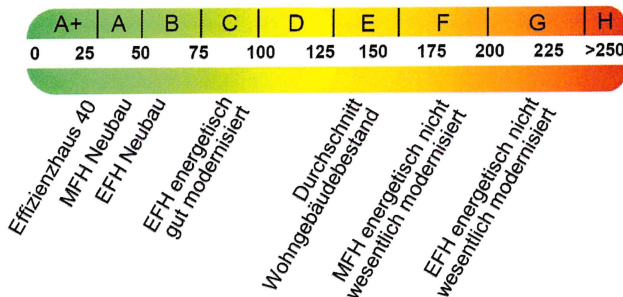 A+ A B C D E F G H
0 25 50 75 100 125 150 175 200 225 >250
Effizienzhaus 40
MFH Neubau
EFH Neubau
EFH energetisch
gut modernisiert
Durchschnitt
Wohngebäudebestand
MFH energetisch nicht
wesentlich modernisiert
EFH energetisch nicht
wesentlich modernisiert